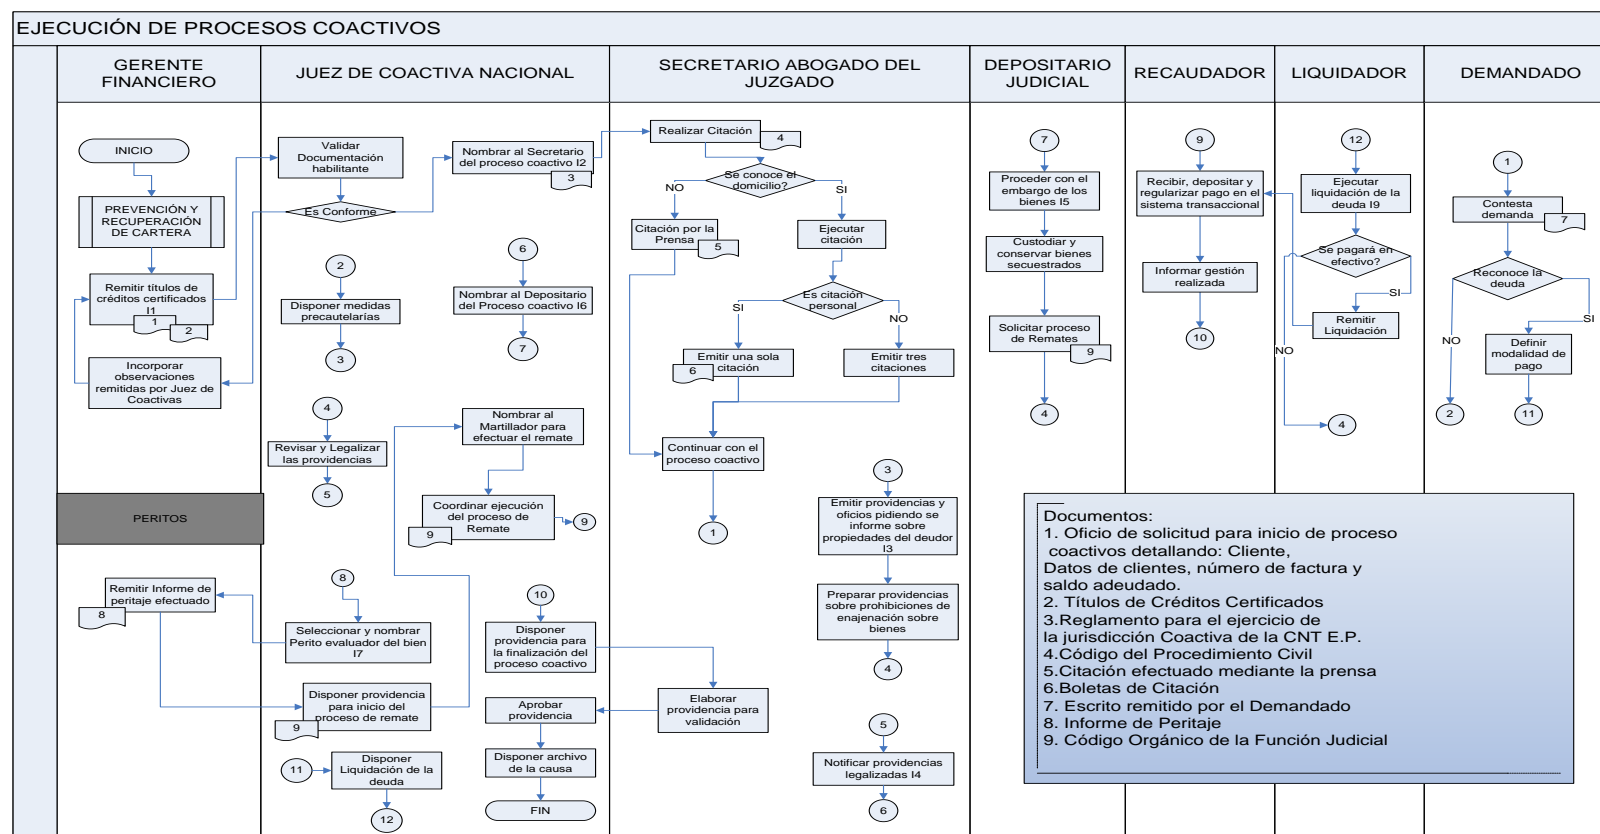 EJECUCIÓN DE PROCESOS COACTIVOS
GERENTE
FINANCIERO
JUEZ DE COACTIVA NACIONAL
SECRETARIO ABOGADO DEL
JUZGADO
DEPOSITARIO
JUDICIAL
RECAUDADOR
LIQUIDADOR
DEMANDADO
INICIO
PREVENCIÓN Y
RECUPERACIÓN
DE CARTERA
Remitir títulos de
créditos certificados
I1
1
2
Incorporar
observaciones
remitidas por Juez de
Coactivas
PERITOS
Remitir Informe de
peritaje efectuado
8
Validar
Documentación
habilitante
Es Conforme
Nombrar al Secretario
del proceso coactivo I2
3
2
Disponer medidas
precautelarías
3
6
Nombrar al Depositario
del Proceso coactivo I6
7
4
Revisar y Legalizar
las providencias
5
Nombrar al
Martillador para
efectuar el remate
Coordinar ejecución
del proceso de
Remate
9
9
8
Seleccionar y nombrar
Perito evaluador del bien
I7
Disponer providencia
para inicio del
proceso de remate
9
11
Disponer
Liquidación de la
deuda
12
10
Disponer
providencia para
la finalización del
proceso coactivo
Aprobar
providencia
Disponer archivo
de la causa
FIN
Realizar Citación
4
Se conoce el
domicilio?
NO
SI
Citación por la
Prensa
5
Ejecutar
citación
Es citación
personal
SI
NO
Emitir una sola
citación
6
Emitir tres
citaciones
Continuar con el
proceso coactivo
1
3
Emitir providencias y
oficios pidiendo se
informe sobre
propiedades del deudor
I3
Preparar providencias
sobre prohibiciones de
enajenación sobre
bienes
4
Elaborar
providencia para
validación
5
Notificar providencias
legalizadas I4
6
7
Proceder con el
embargo de los
bienes I5
Custodiar y
conservar bienes
secuestrados
Solicitar proceso
de Remates
9
4
9
Recibir, depositar y
regularizar pago en el
sistema transaccional
Informar gestión
realizada
10
12
Ejecutar
liquidación de la
deuda I9
Se pagará en
efectivo?
SI
Remitir
Liquidación
NO
4
1
Contesta
demanda
7
Reconoce la
deuda
SI
NO
Definir
modalidad de
pago
2
11
Documentos:
1. Oficio de solicitud para inicio de proceso
coactivos detallando: Cliente,
Datos de clientes, número de factura y
saldo adeudado.
2. Títulos de Créditos Certificados
3.Reglamento para el ejercicio de
la jurisdicción Coactiva de la CNT E.P.
4.Código del Procedimiento Civil
5.Citación efectuado mediante la prensa
6.Boletas de Citación
7. Escrito remitido por el Demandado
8. Informe de Peritaje
9. Código Orgánico de la Función Judicial